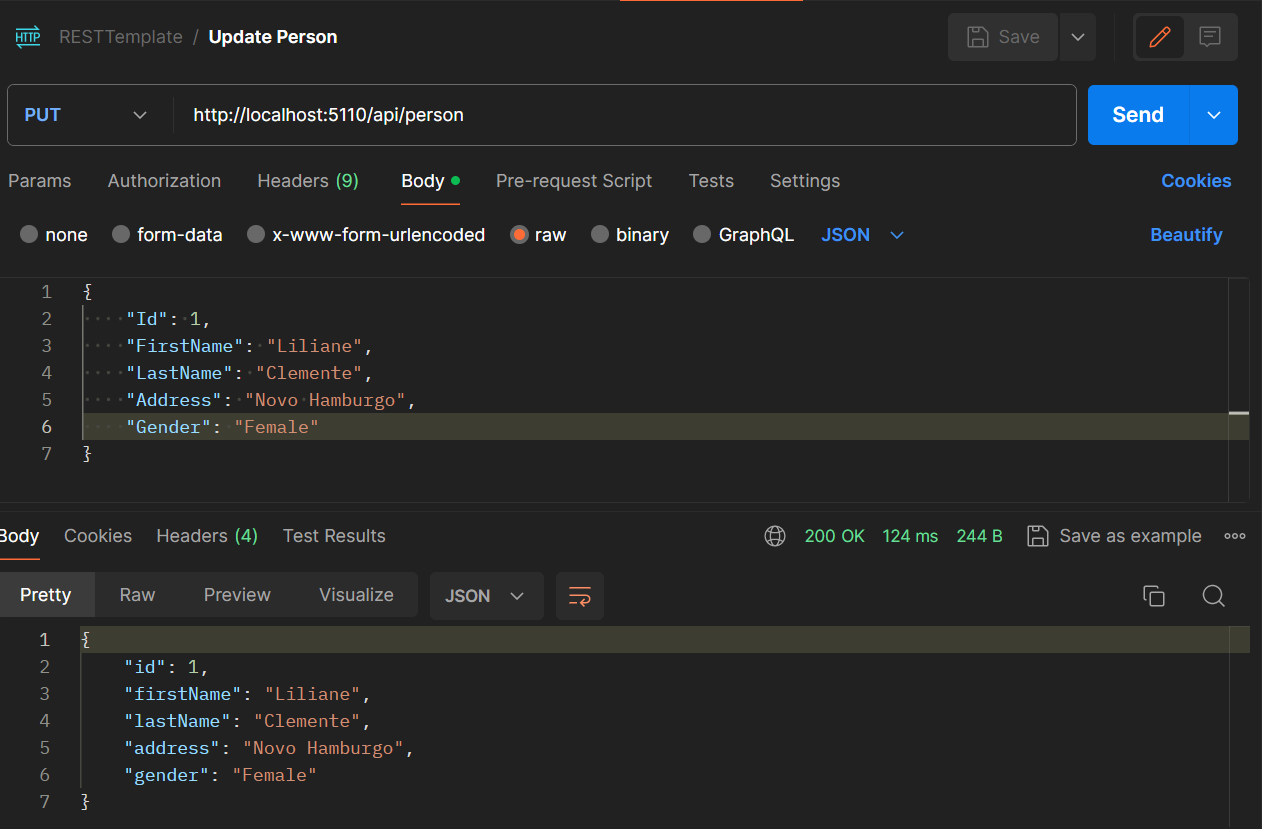 HTTP RESTTemplate / Update Person Save
PUT http://localhost:5110/api/person Send
Params Authorization Headers (9) Body Pre-request Script Tests Settings Cookies
none form-data x-www-form-urlencoded raw binary GraphQL JSON Beautify
1 {
2 "Id": 1,
3 "FirstName": "Liliane",
4 "LastName": "Clemente",
5 "Address": "Novo Hamburgo",
6 "Gender": "Female"
7 }
Body Cookies Headers (4) Test Results 200 OK 124 ms 244 B Save as example
Pretty Raw Preview Visualize JSON
1 {
2 "id": 1,
3 "firstName": "Liliane",
4 "lastName": "Clemente",
5 "address": "Novo Hamburgo",
6 "gender": "Female"
7 }